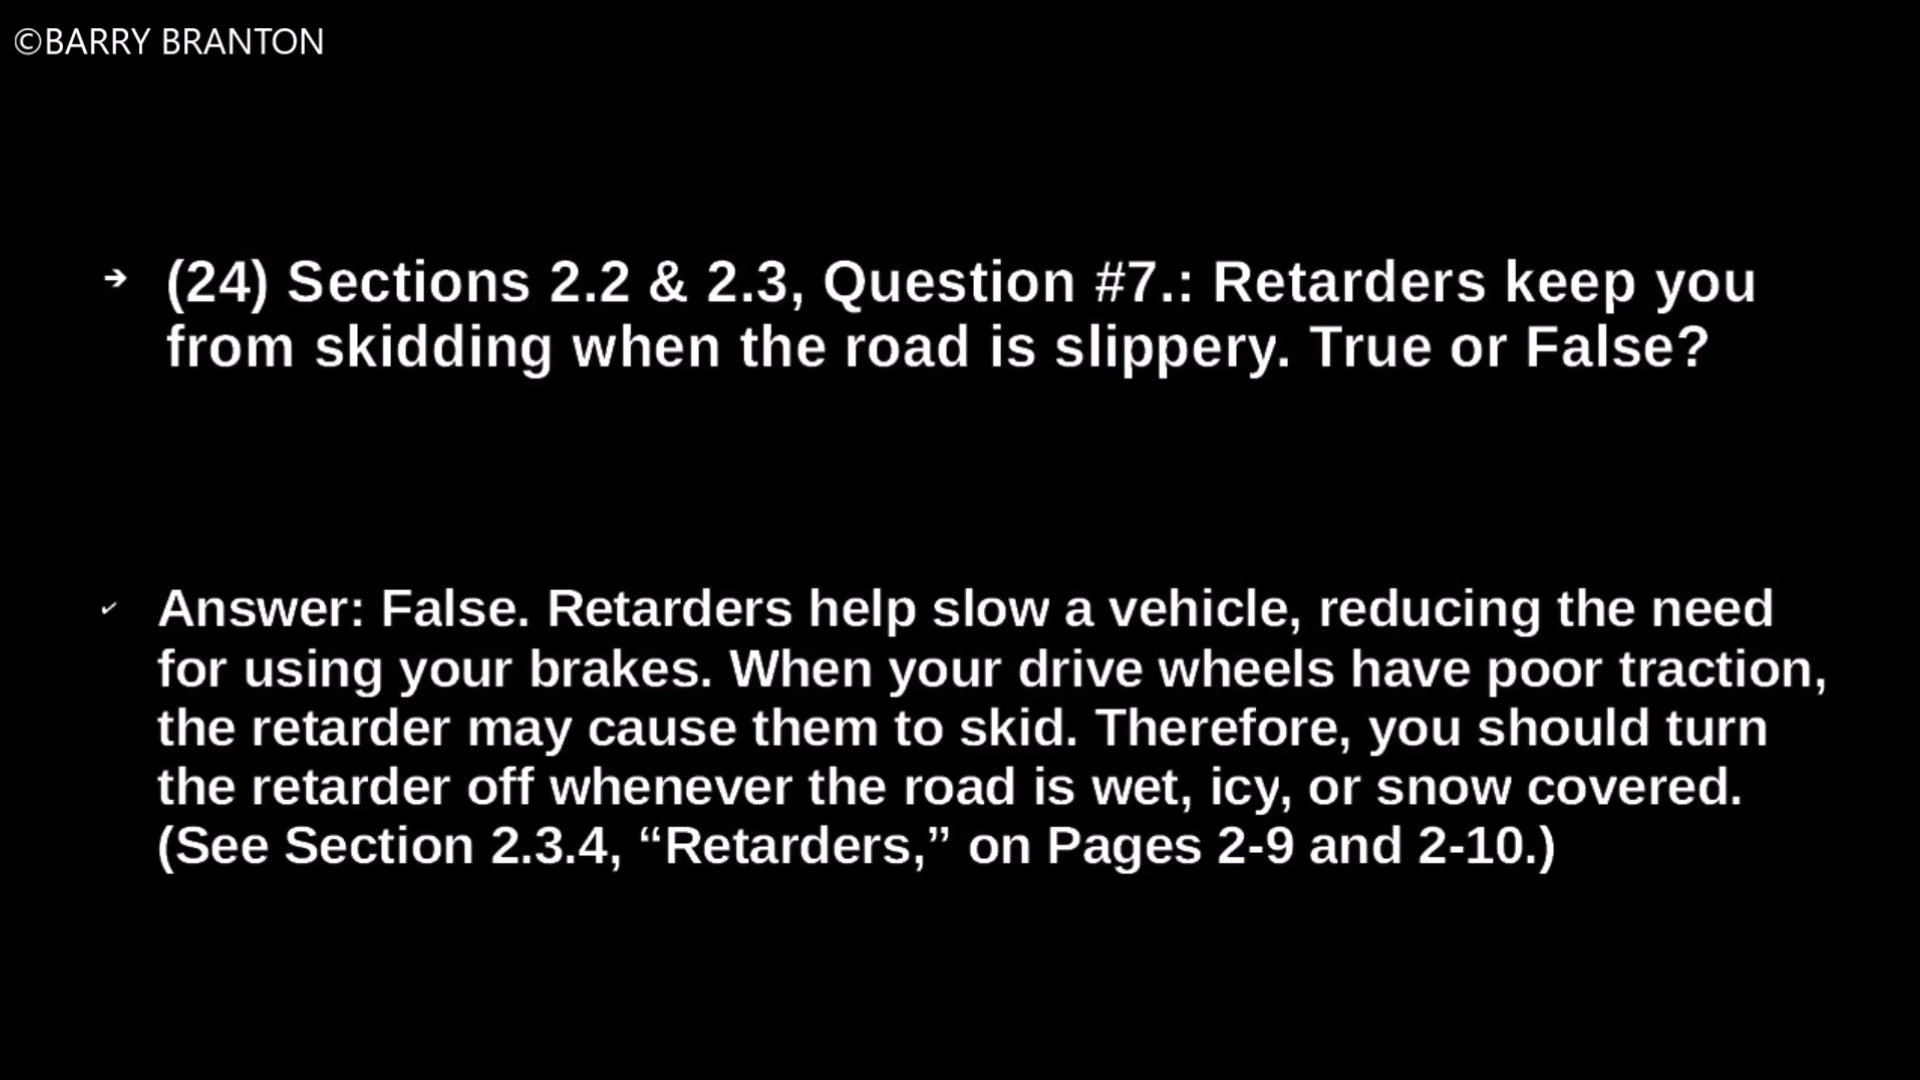 ©BARRY BRANTON
➔ (24) Sections 2.2 & 2.3, Question #7.: Retarders keep you
from skidding when the road is slippery. True or False?
✓ Answer: False. Retarders help slow a vehicle, reducing the need
for using your brakes. When your drive wheels have poor traction,
the retarder may cause them to skid. Therefore, you should turn
the retarder off whenever the road is wet, icy, or snow covered.
(See Section 2.3.4, “Retarders,” on Pages 2-9 and 2-10.)